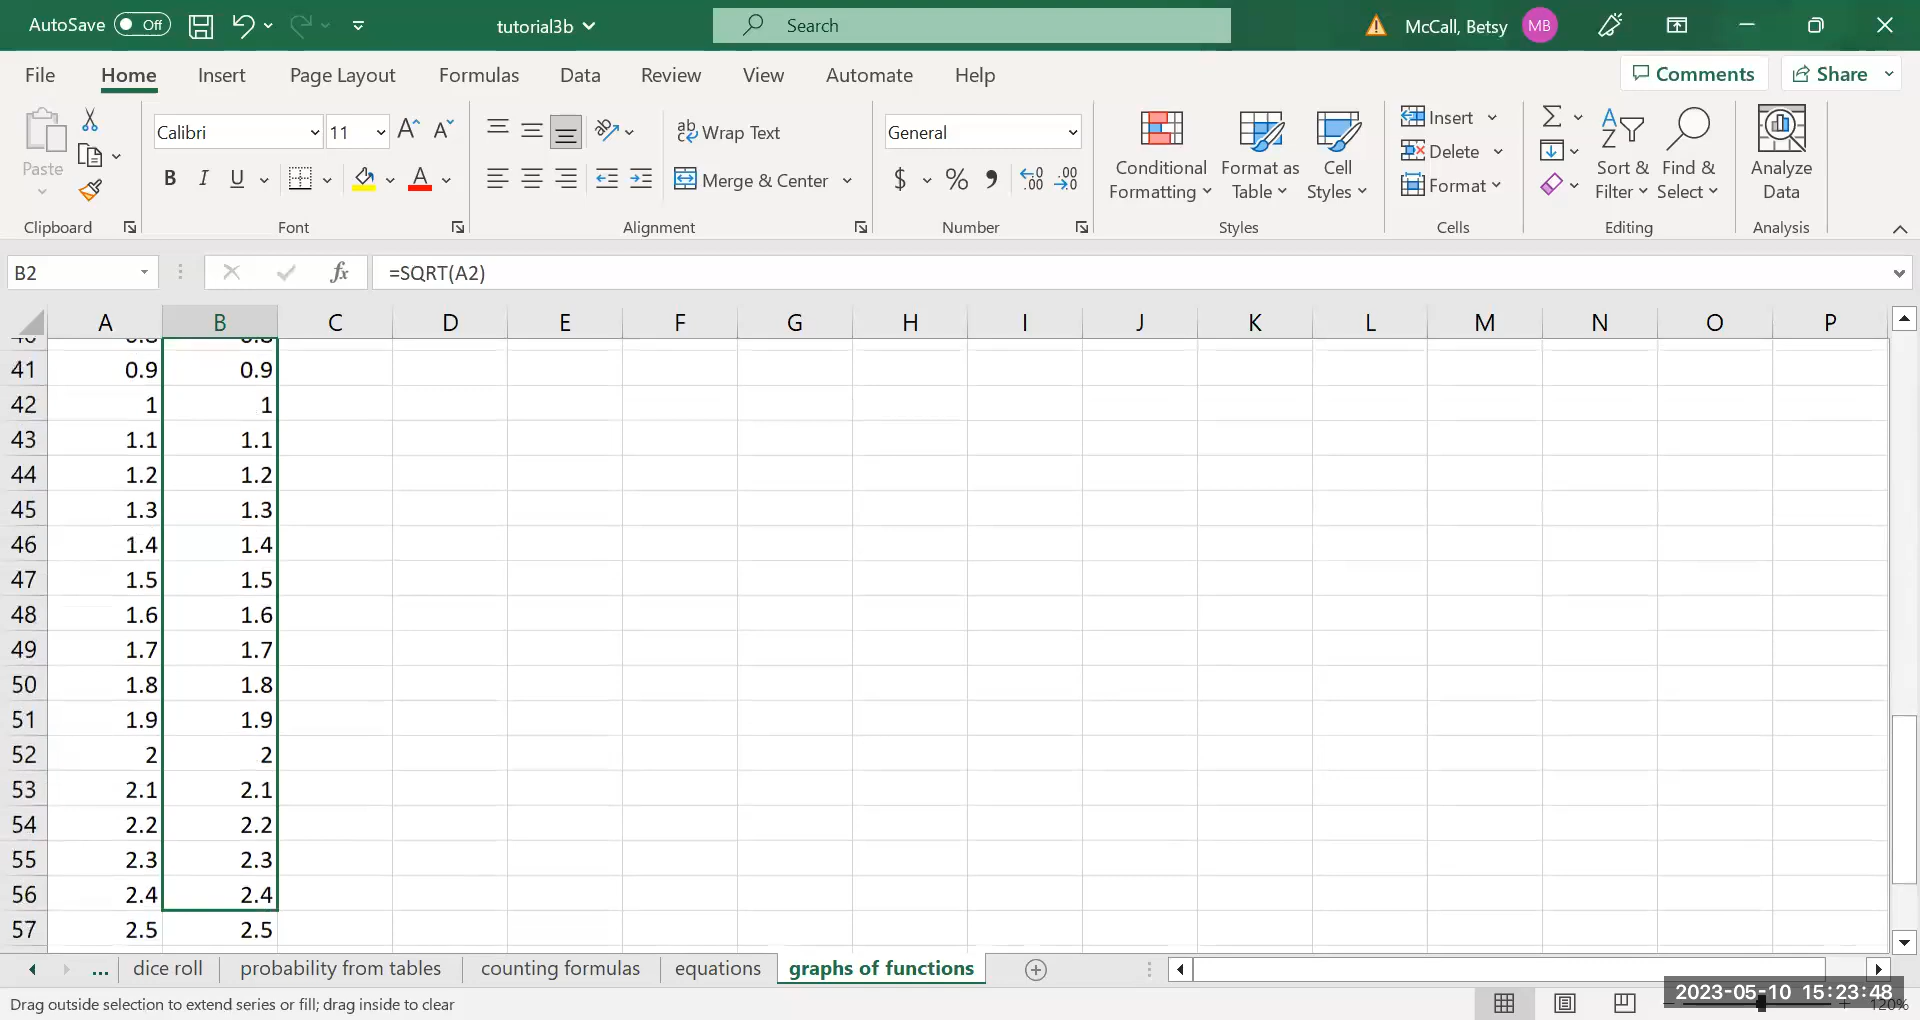 AutoSave Off tutorial3b Search McCall, Betsy MB
File Home Insert Page Layout Formulas Data Review View Automate Help Comments Share
Paste Calibri 11 A A ab c Wrap Text General Insert Σ A Z
B I U A Merge & Center $ % 9 .00 .00 Conditional Formatting Format as Table Cell Styles Delete Format Sort & Filter Find & Select Analyze Data
Clipboard Font Alignment Number Styles Cells Editing Analysis
B2 fx =SQRT(A2)
A B C D E F G H I J K L M N O P
41 0.9 0.9
42 1 1
43 1.1 1.1
44 1.2 1.2
45 1.3 1.3
46 1.4 1.4
47 1.5 1.5
48 1.6 1.6
49 1.7 1.7
50 1.8 1.8
51 1.9 1.9
52 2 2
53 2.1 2.1
54 2.2 2.2
55 2.3 2.3
56 2.4 2.4
57 2.5 2.5
... dice roll probability from tables counting formulas equations graphs of functions
Drag outside selection to extend series or fill; drag inside to clear 2023-05-10 15:23:48 120%